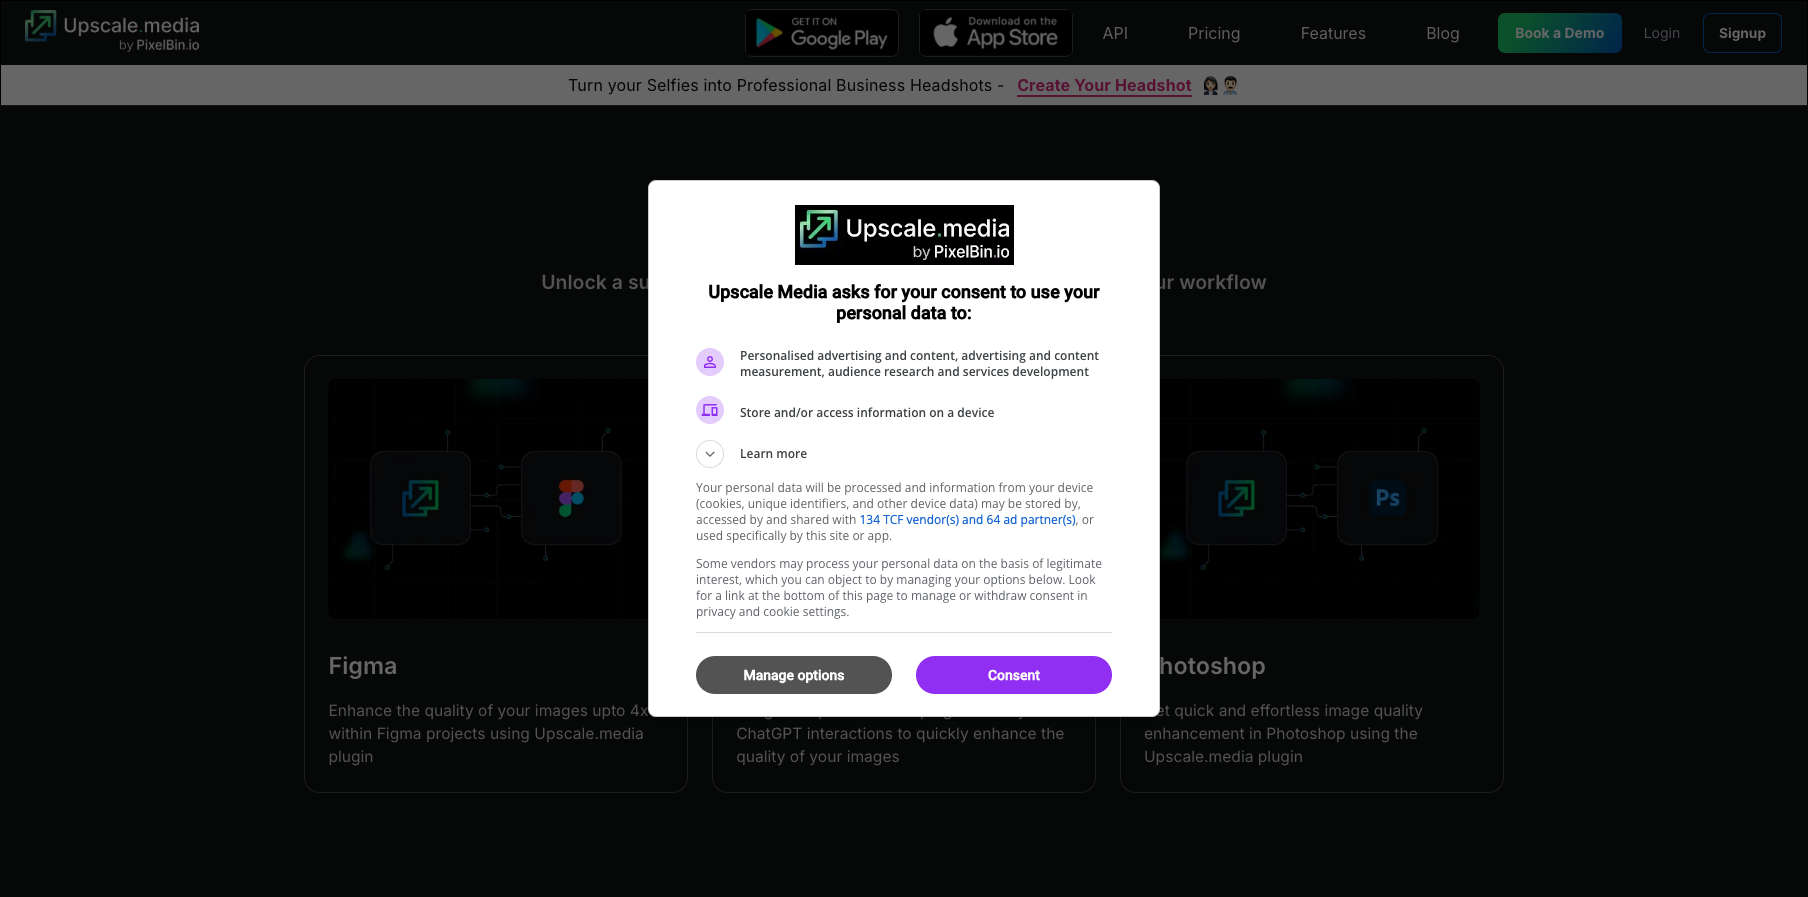 Upscale.media
by PixelBin.io
GET IT ON
Google Play
Download on the
App Store
API
Pricing
Features
Blog
Book a Demo
Login
Signup
Turn your Selfies into Professional Business Headshots - Create Your Headshot
Unlock a su
ur workflow
Upscale.media
by PixelBin.io
Upscale Media asks for your consent to use your
personal data to:
Personalised advertising and content, advertising and content
measurement, audience research and services development
Store and/or access information on a device
Learn more
Your personal data will be processed and information from your device
(cookies, unique identifiers, and other device data) may be stored by,
accessed by and shared with 134 TCF vendor(s) and 64 ad partner(s), or
used specifically by this site or app.
Some vendors may process your personal data on the basis of legitimate
interest, which you can object to by managing your options below. Look
for a link at the bottom of this page to manage or withdraw consent in
privacy and cookie settings.
Manage options
Consent
Figma
Enhance the quality of your images upto 4x
within Figma projects using Upscale.media
plugin
ChatGPT interactions to quickly enhance the
quality of your images
Ps
hotoshop
et quick and effortless image quality
enhancement in Photoshop using the
Upscale.media plugin